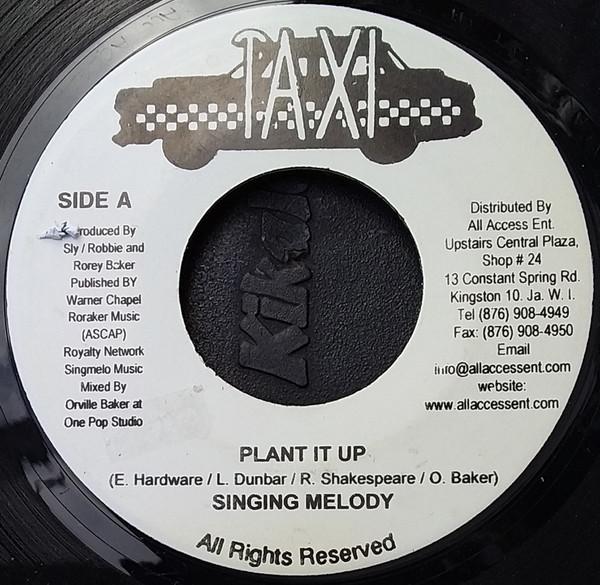 TAXI
SIDE A
roduced By
Sly / Robbie and
Rorey Baker
Published BY
Warner Chapel
Roraker Music
(ASCAP)
Royalty Network
Singmelo Music
Mixed By
Orville Baker at
One Pop Studio
Distributed By
All Access Ent.
Upstairs Central Plaza,
Shop # 24
13 Constant Spring Rd.
Kingston 10. Ja. W. I.
Tel (876) 908-4949
Fax: (876) 908-4950
Email
info@allaccessent.com
website:
www.allaccessent.com
PLANT IT UP
(E. Hardware / L. Dunbar / R. Shakespeare / O. Baker)
SINGING MELODY
All Rights Reserved